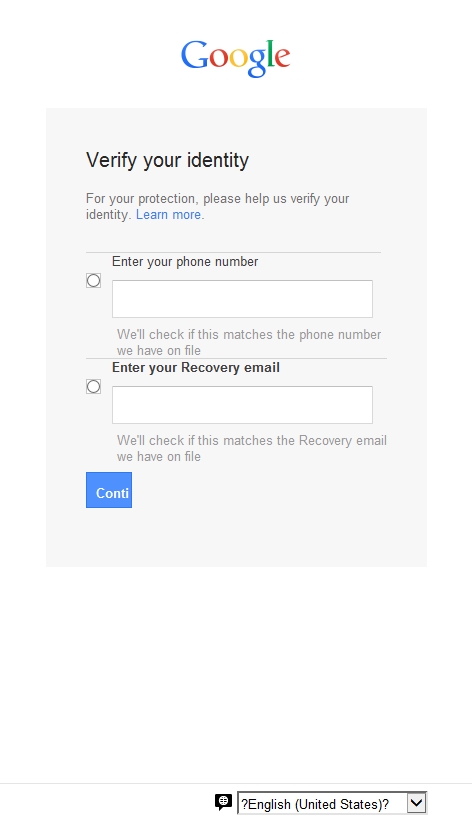 Google
Verify your identity
For your protection, please help us verify your
identity. Learn more.
Enter your phone number
We'll check if this matches the phone number
we have on file
Enter your Recovery email
We'll check if this matches the Recovery email
we have on file
Conti
?English (United States)?